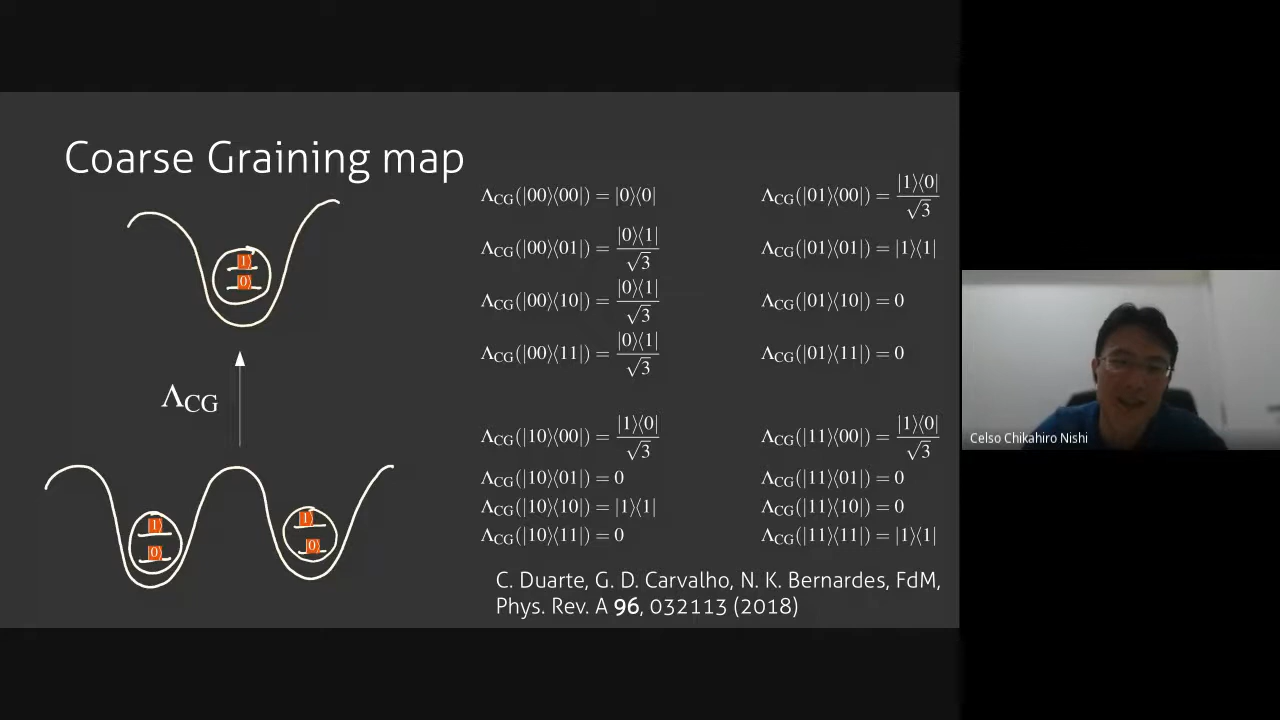 Coarse Graining map
|1⟩
|0⟩
Λ_CG
|1⟩
|0⟩
|1⟩
|0⟩
Λ_CG(|00⟩⟨00|) = |0⟩⟨0|
Λ_CG(|00⟩⟨01|) = |0⟩⟨1|/√3
Λ_CG(|00⟩⟨10|) = |0⟩⟨1|/√3
Λ_CG(|00⟩⟨11|) = |0⟩⟨1|/√3
Λ_CG(|01⟩⟨00|) = |1⟩⟨0|/√3
Λ_CG(|01⟩⟨01|) = |1⟩⟨1|
Λ_CG(|01⟩⟨10|) = 0
Λ_CG(|01⟩⟨11|) = 0
Λ_CG(|10⟩⟨00|) = |1⟩⟨0|/√3
Λ_CG(|10⟩⟨01|) = 0
Λ_CG(|10⟩⟨10|) = |1⟩⟨1|
Λ_CG(|10⟩⟨11|) = 0
Λ_CG(|11⟩⟨00|) = |1⟩⟨0|/√3
Λ_CG(|11⟩⟨01|) = 0
Λ_CG(|11⟩⟨10|) = 0
Λ_CG(|11⟩⟨11|) = |1⟩⟨1|
C. Duarte, G. D. Carvalho, N. K. Bernardes, FdM,
Phys. Rev. A 96, 032113 (2018)
Celso Chikahiro Nishi